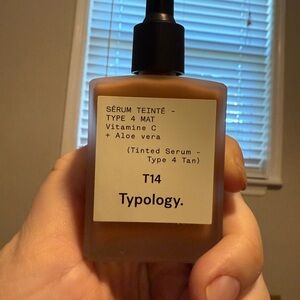 SÉRUM TEINTÉ -
TYPE 4 MAT
Vitamine C
+ Aloe vera
(Tinted Serum -
Type 4 Tan)
T14
Typology.